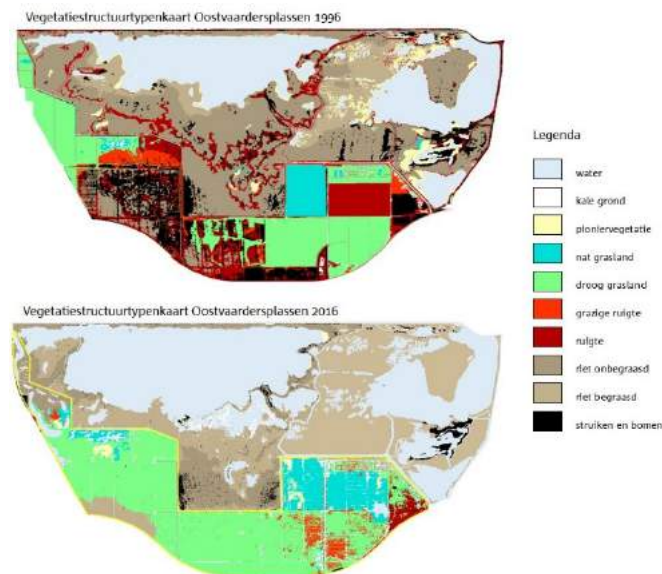 Vegetatiestructuurtypenkaart Oostvaardersplassen 1996
Legenda
water
kale grond
pioniervegetatie
nat grasland
droog grasland
grazige ruigte
ruigte
riet onbegraasd
riet begraasd
struiken en bomen
Vegetatiestructuurtypenkaart Oostvaardersplassen 2016